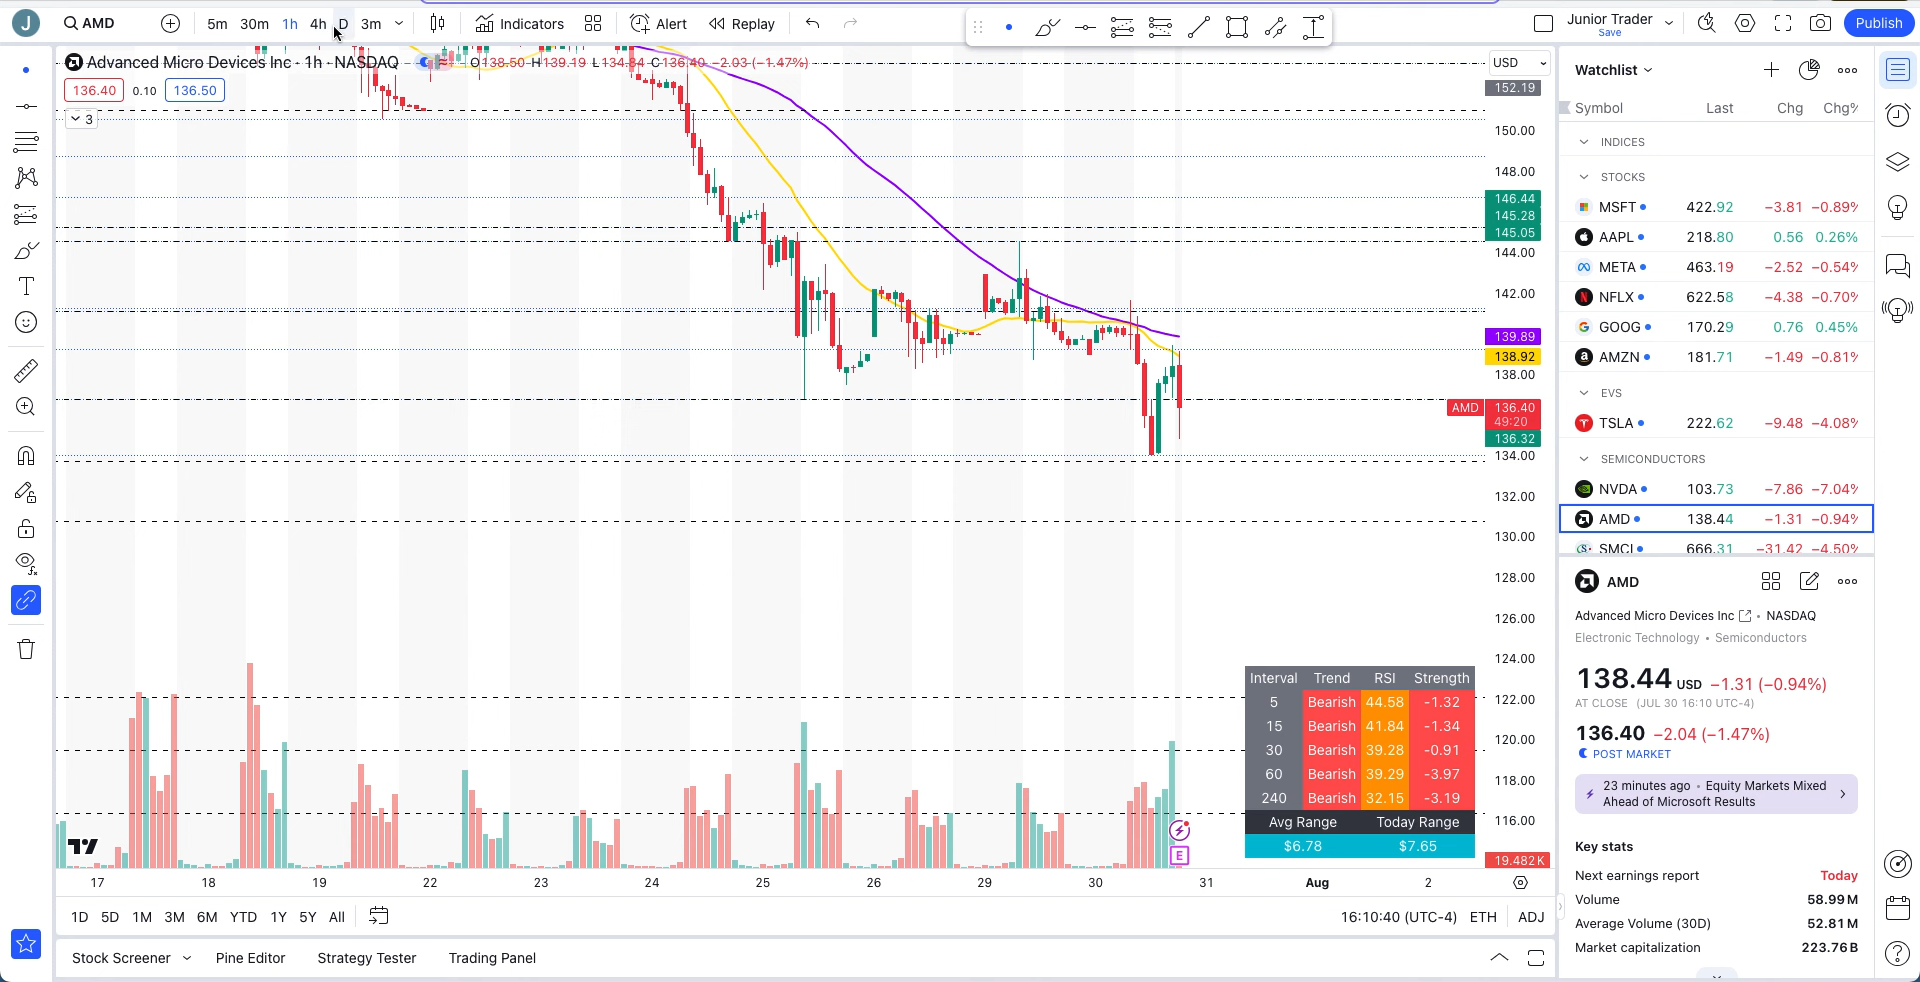 J
AMD
5m 30m 1h 4h D 3m
Indicators
Alert
Replay
Junior Trader
Save
Publish
Advanced Micro Devices Inc · 1h · NASDAQ
O138.50 H139.19 L134.84 C136.40 −2.03 (−1.47%)
136.40 0.10 136.50
3
USD
152.19
150.00
148.00
146.44
145.28
145.05
144.00
142.00
139.89
138.92
138.00
AMD 136.40
49:20
136.32
134.00
132.00
130.00
128.00
126.00
124.00
122.00
120.00
118.00
116.00
19.482K
Interval Trend RSI Strength
5 Bearish 44.58 -1.32
15 Bearish 41.84 -1.34
30 Bearish 39.28 -0.91
60 Bearish 39.29 -3.97
240 Bearish 32.15 -3.19
Avg Range Today Range
$6.78 $7.65
E
17 18 19 22 23 24 25 26 29 30 31 Aug 2
1D 5D 1M 3M 6M YTD 1Y 5Y All
16:10:40 (UTC-4) ETH ADJ
Stock Screener Pine Editor Strategy Tester Trading Panel
Watchlist
Symbol Last Chg Chg%
INDICES
STOCKS
MSFT 422.92 −3.81 −0.89%
AAPL 218.80 0.56 0.26%
META 463.19 −2.52 −0.54%
NFLX 622.58 −4.38 −0.70%
GOOG 170.29 0.76 0.45%
AMZN 181.71 −1.49 −0.81%
EVS
TSLA 222.62 −9.48 −4.08%
SEMICONDUCTORS
NVDA 103.73 −7.86 −7.04%
AMD 138.44 −1.31 −0.94%
SMCI 666.31 −31.42 −4.50%
AMD
Advanced Micro Devices Inc • NASDAQ
Electronic Technology • Semiconductors
138.44 USD −1.31 (−0.94%)
AT CLOSE (JUL 30 16:10 UTC-4)
136.40 −2.04 (−1.47%)
POST MARKET
23 minutes ago • Equity Markets Mixed
Ahead of Microsoft Results
Key stats
Next earnings report Today
Volume 58.99M
Average Volume (30D) 52.81M
Market capitalization 223.76B